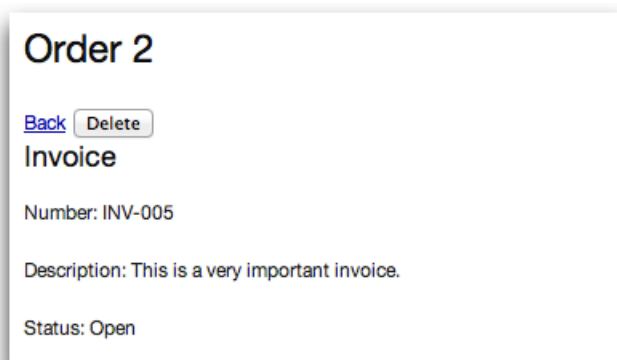 Order 2
Back Delete
Invoice
Number: INV-005
Description: This is a very important invoice.
Status: Open